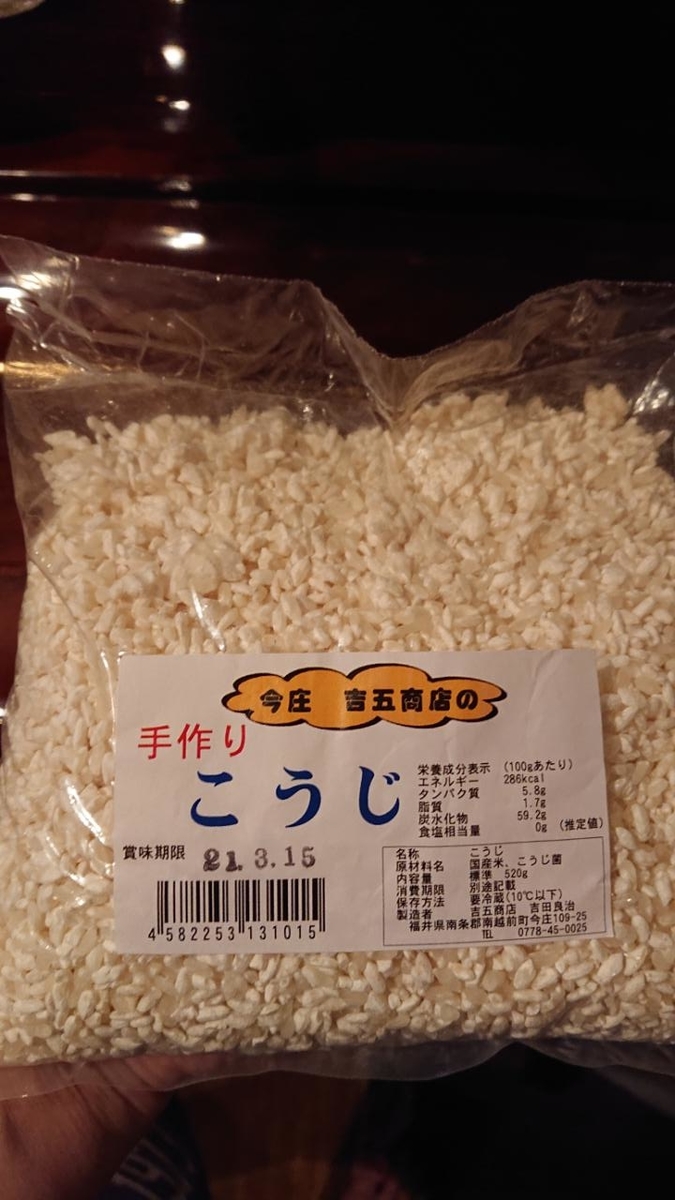 今庄 吉五商店の
手作り
こうじ
栄養成分表示 (100gあたり)
エネルギー 286kcal
タンパク質 5.8g
脂質 1.7g
炭水化物 59.2g
食塩相当量 0g (推定値)
賞味期限 21.3.15
4 582253 131015
名称 こうじ
原材料名 国産米、こうじ菌
内容量 標準 520g
消費期限 別途記載
保存方法 要冷蔵(10℃以下)
製造者 吉五商店 吉田良治
福井県南条郡南越前町今庄109-25
TEL 0778-45-0025